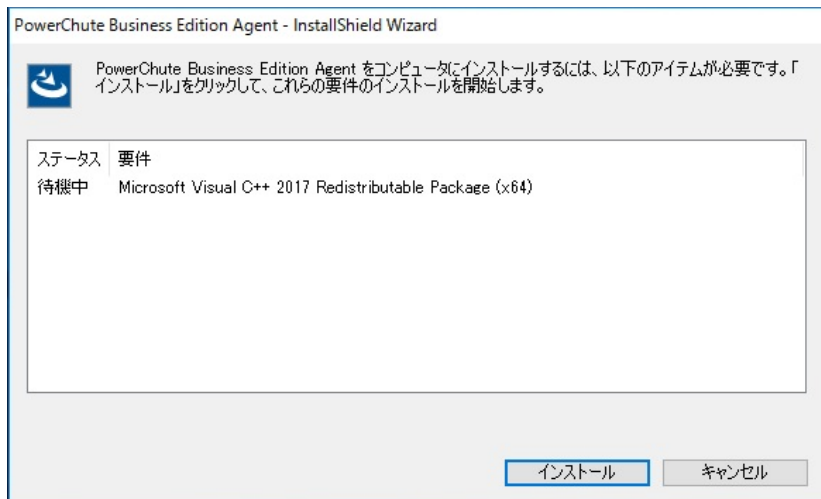 PowerChute Business Edition Agent - InstallShield Wizard
PowerChute Business Edition Agent をコンピュータにインストールするには、以下のアイテムが必要です。「
インストール」をクリックして、これらの要件のインストールを開始します。
ステータス 要件
待機中 Microsoft Visual C++ 2017 Redistributable Package (x64)
インストール キャンセル